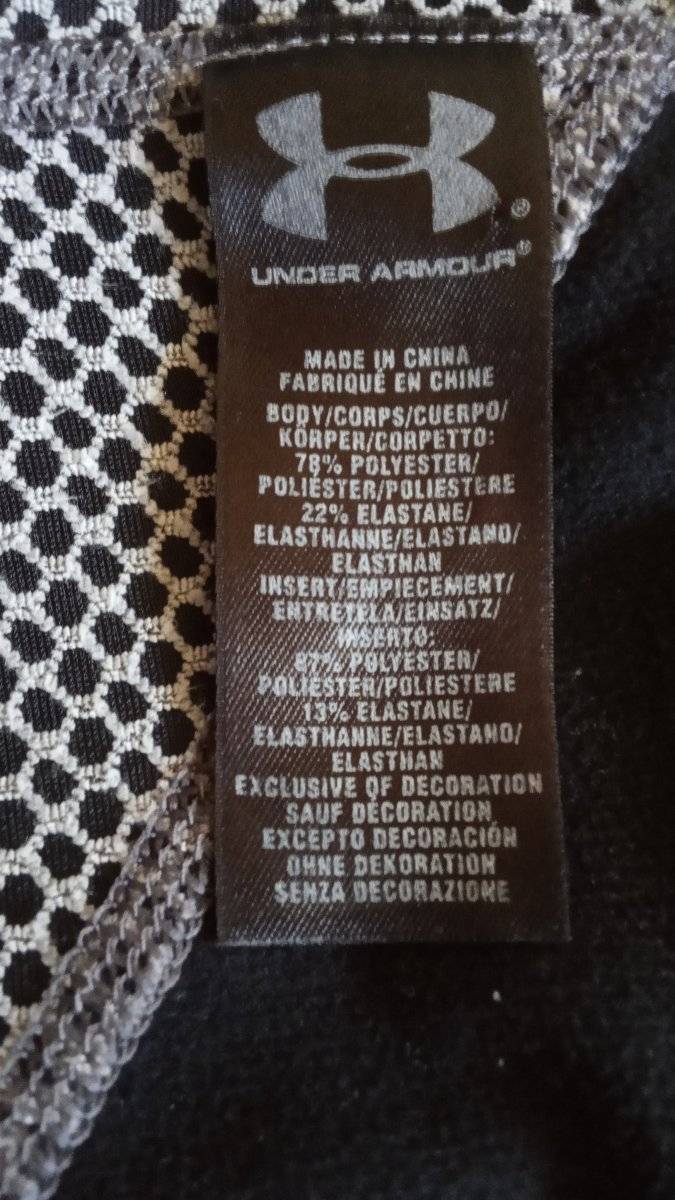 UNDER ARMOUR®
MADE IN CHINA
FABRIQUÉ EN CHINE
BODY/CORPS/CUERPO/
KÖRPER/CORPETTO:
78% POLYESTER/
POLIÉSTER/POLIESTERE
22% ELASTANE/
ELASTHANNE/ELASTANO/
ELASTHAN
INSERT/EMPIECEMENT/
ENTRETELA/EINSATZ/
INSERTO:
87% POLYESTER/
POLIÉSTER/POLIESTERE
13% ELASTANE/
ELASTHANNE/ELASTANO/
ELASTHAN
EXCLUSIVE OF DECORATION
SAUF DÉCORATION
EXCEPTO DECORACIÓN
OHNE DEKORATION
SENZA DECORAZIONE